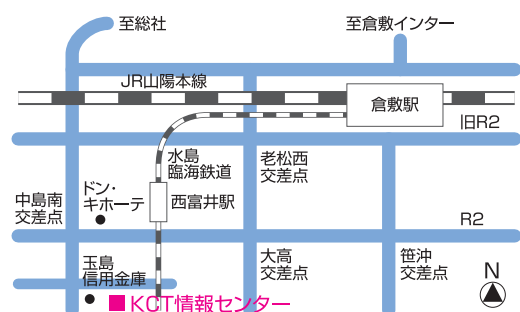 至総社
至倉敷インター
JR山陽本線
倉敷駅
旧R2
水島
臨海鉄道
老松西
交差点
ドン・
キホーテ
西富井駅
中島南
交差点
R2
玉島
信用金庫
大高
交差点
笹沖
交差点
N
KCT情報センター